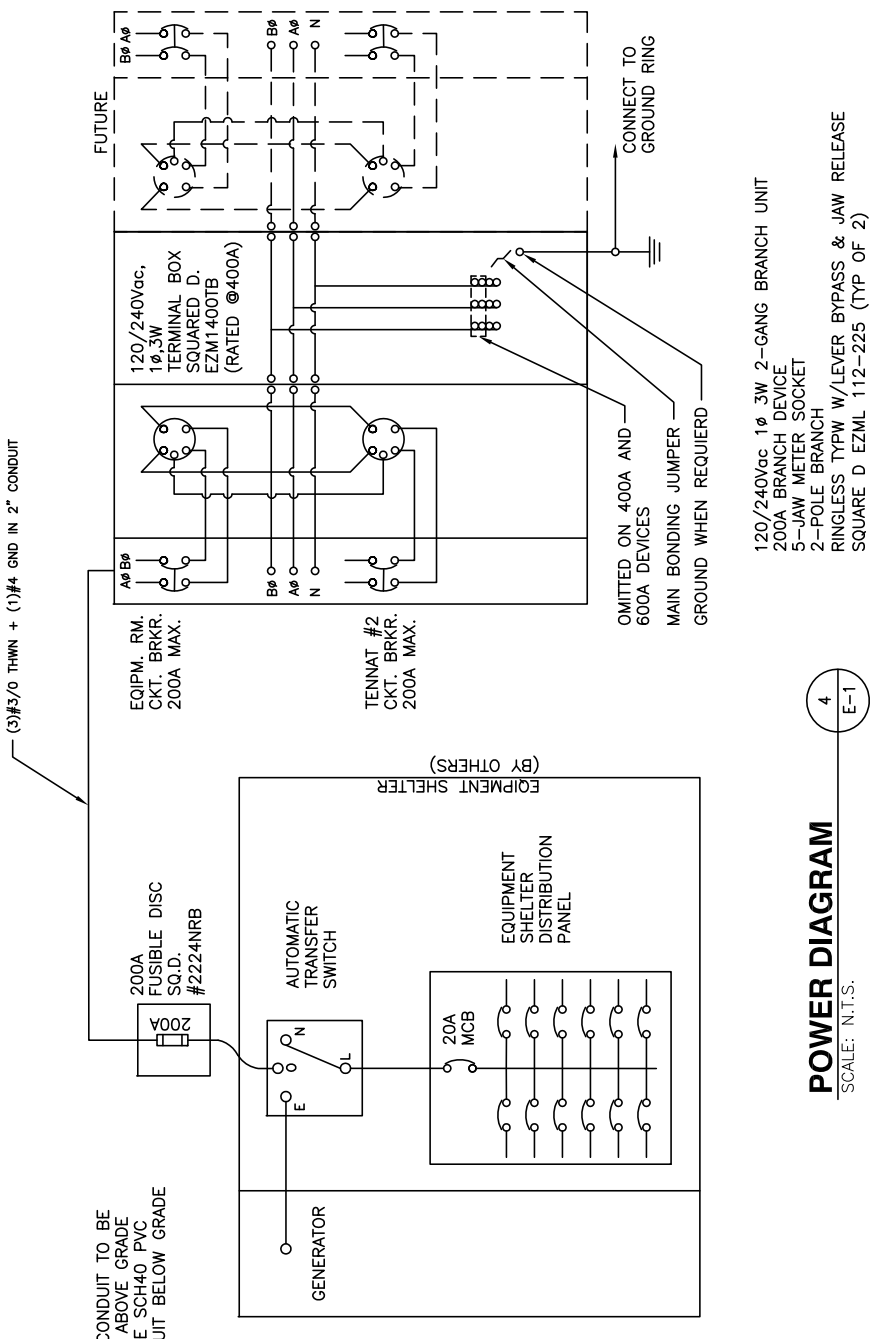 (3)#3/0 THWN + (1)#4 GND IN 2" CONDUIT
CONDUIT TO BE
ABOVE GRADE
SCH40 PVC
BELOW GRADE
200A
FUSIBLE DISC
SQ.D.
#2224NRB
200A
AUTOMATIC
TRANSFER
SWITCH
N
O
E
L
GENERATOR
20A
MCB
EQUIPMENT
SHELTER
DISTRIBUTION
PANEL
EQIPMENT SHELTER
(BY OTHERS)
EQIPM. RM.
CKT. BRKR.
200A MAX.
AØ BØ
BØ
AØ
N
TENNAT #2
CKT. BRKR.
200A MAX.
120/240Vac,
1ø,3W
TERMINAL BOX
SQUARED D.
EZM1400TB
(RATED @400A)
FUTURE
BØ AØ
BØ
AØ
N
CONNECT TO
GROUND RING
OMITTED ON 400A AND
600A DEVICES
MAIN BONDING JUMPER
GROUND WHEN REQUIERD
120/240Vac 1ø 3W 2-GANG BRANCH UNIT
200A BRANCH DEVICE
5-JAW METER SOCKET
2-POLE BRANCH
RINGLESS TYPW W/LEVER BYPASS & JAW RELEASE
SQUARE D EZML 112-225 (TYP OF 2)
POWER DIAGRAM
SCALE: N.T.S.
4
E-1